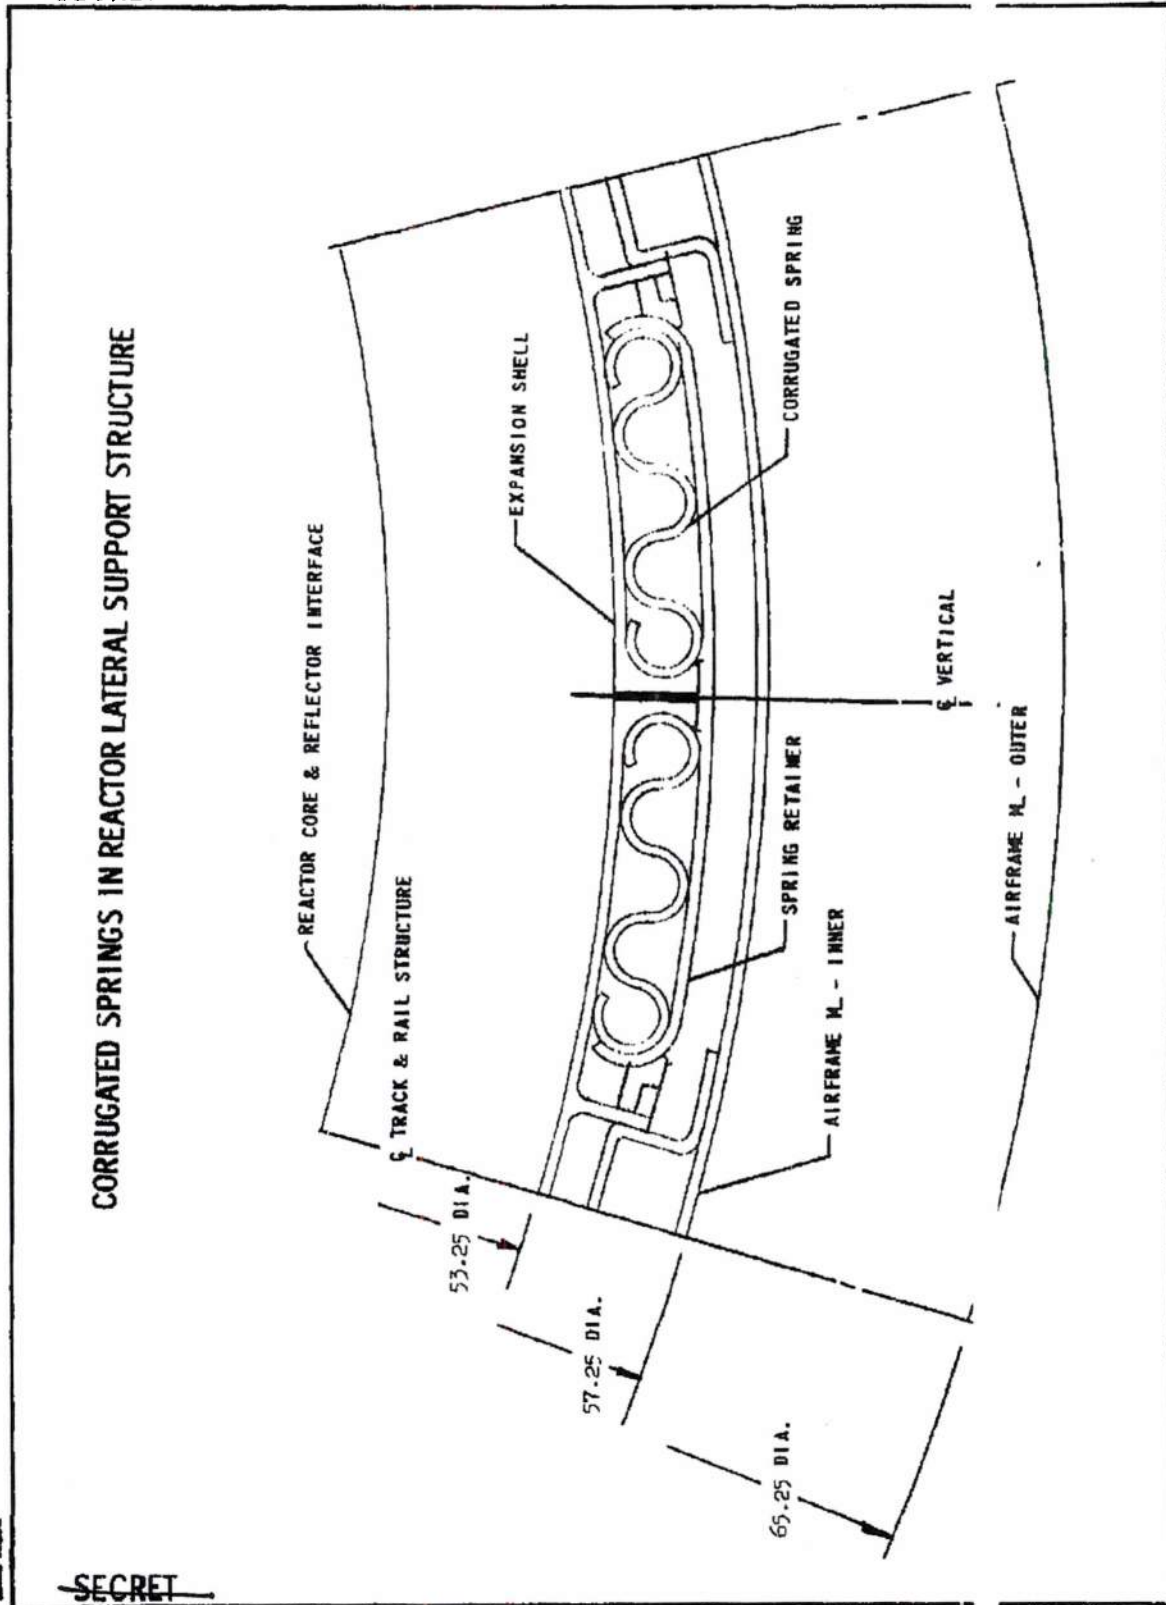 CORRUGATED SPRINGS IN REACTOR LATERAL SUPPORT STRUCTURE
REACTOR CORE & REFLECTOR INTERFACE
℄ TRACK & RAIL STRUCTURE
EXPANSION SHELL
CORRUGATED SPRING
53.25 DIA.
57.25 DIA.
65.25 DIA.
SPRING RETAINER
℄ VERTICAL
AIRFRAME ML - INNER
AIRFRAME ML - OUTER
SECRET